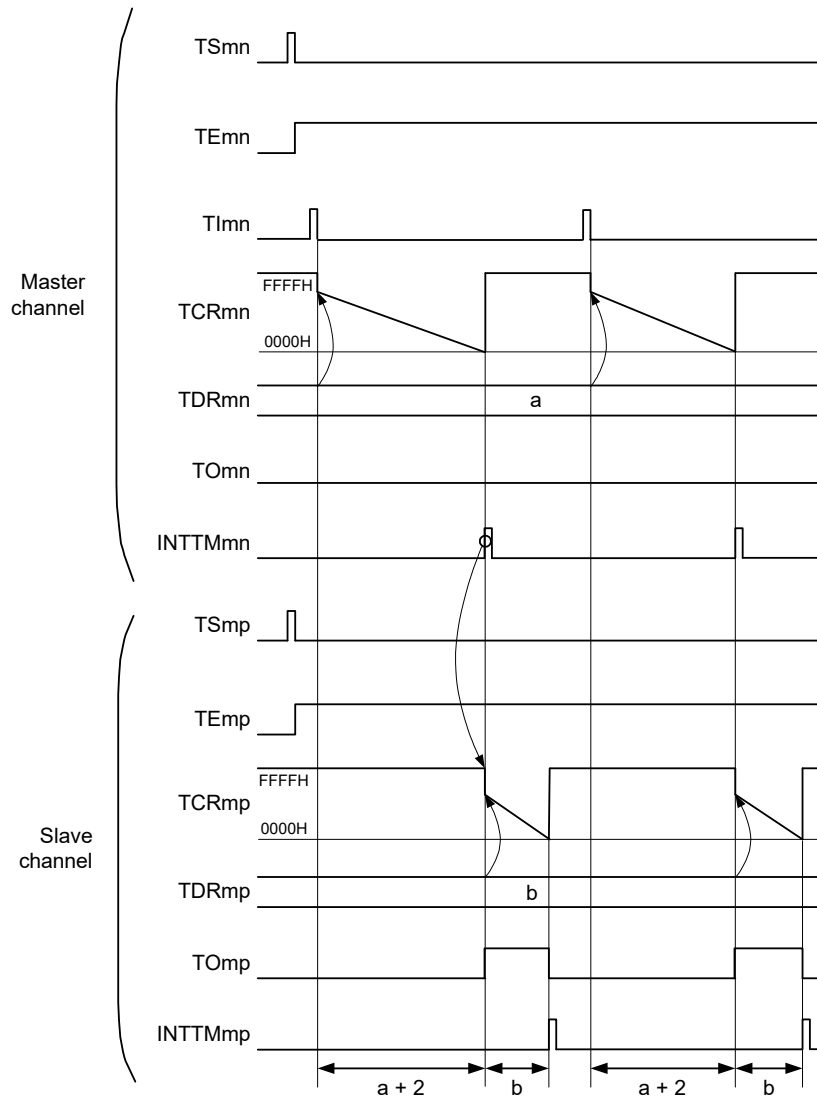 TSmn
TEmn
TImn
Master
channel
FFFFH
TCRmn
0000H
TDRmn
a
TOmn
INTTMmn
TSmp
TEmp
FFFFH
TCRmp
0000H
Slave
channel
TDRmp
b
TOmp
INTTMmp
a + 2 b a + 2 b